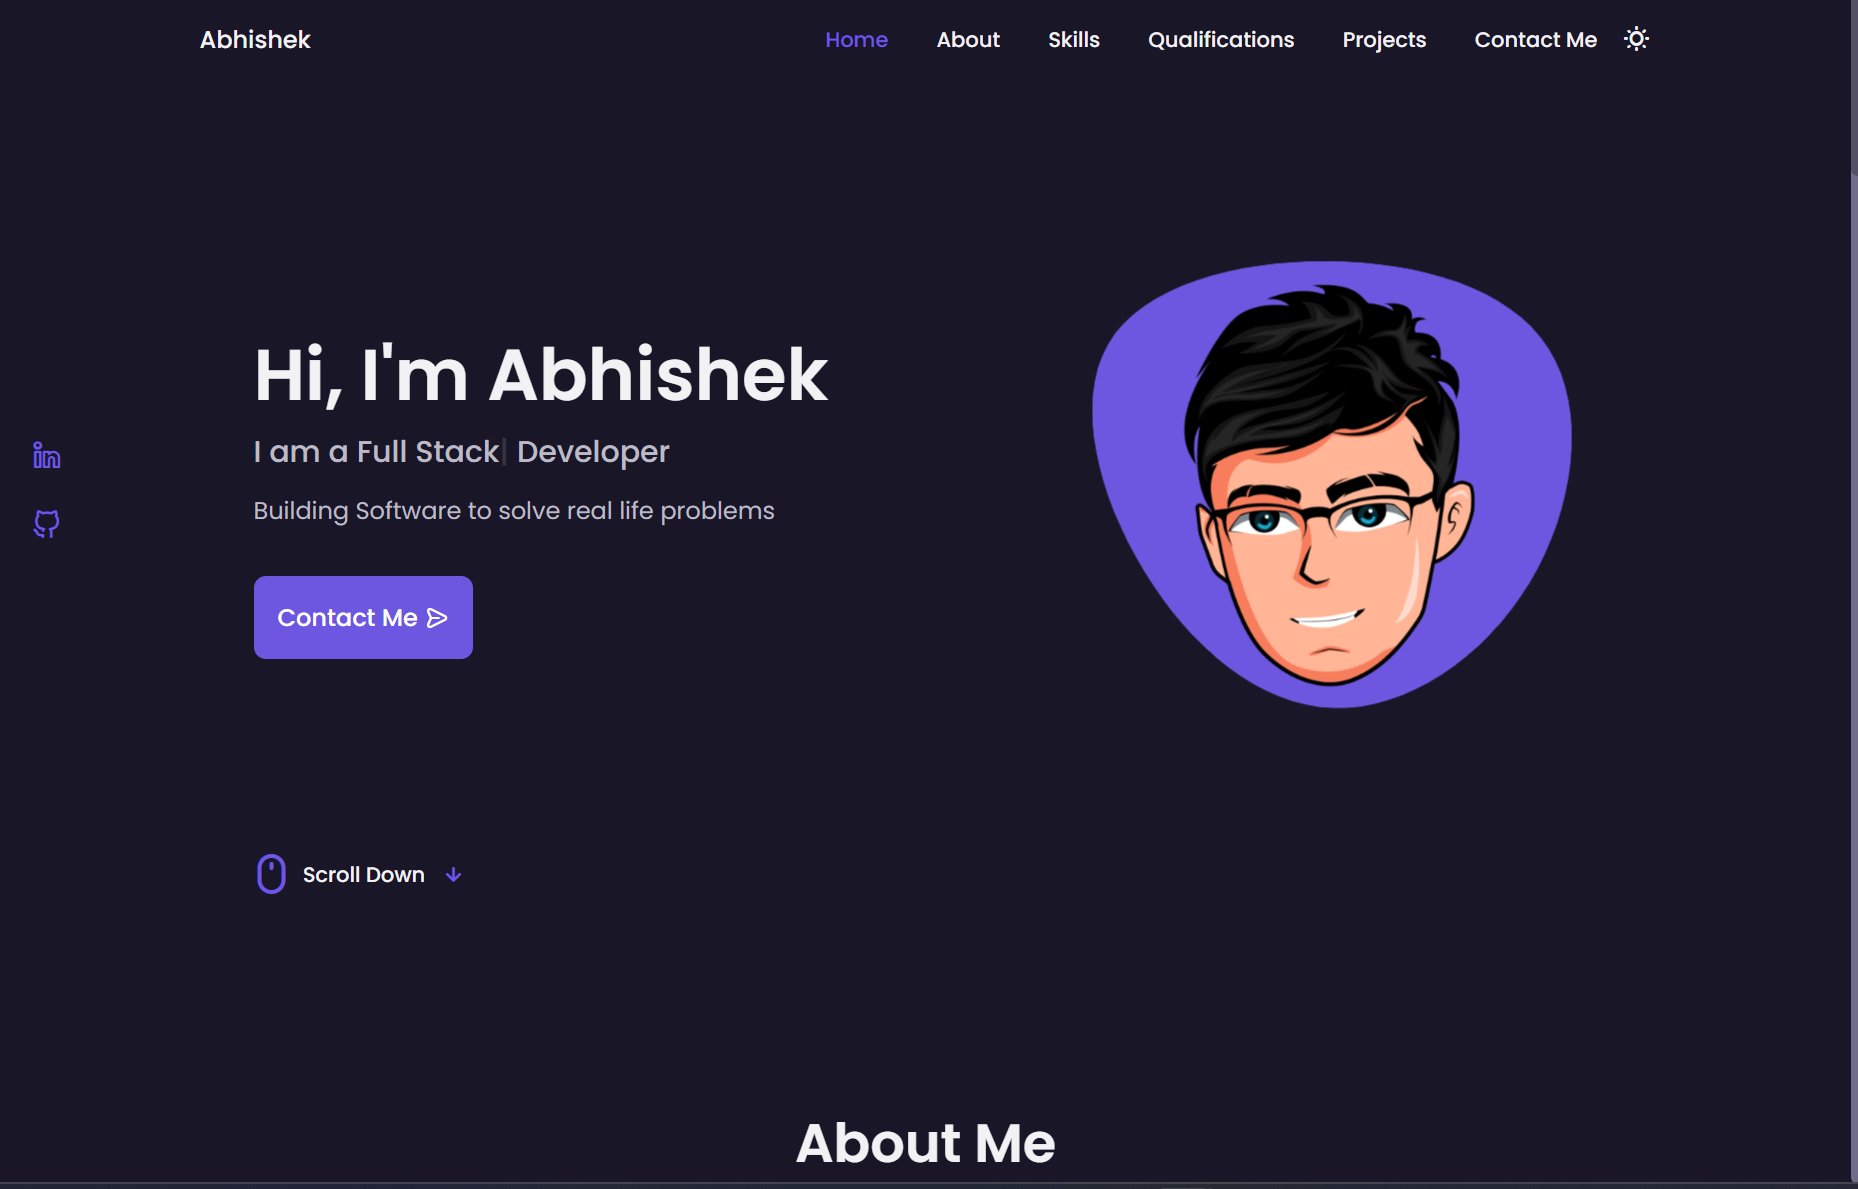 Abhishek
Home About Skills Qualifications Projects Contact Me
Hi, I'm Abhishek
I am a Full Stack| Developer
Building Software to solve real life problems
Contact Me
Scroll Down
About Me